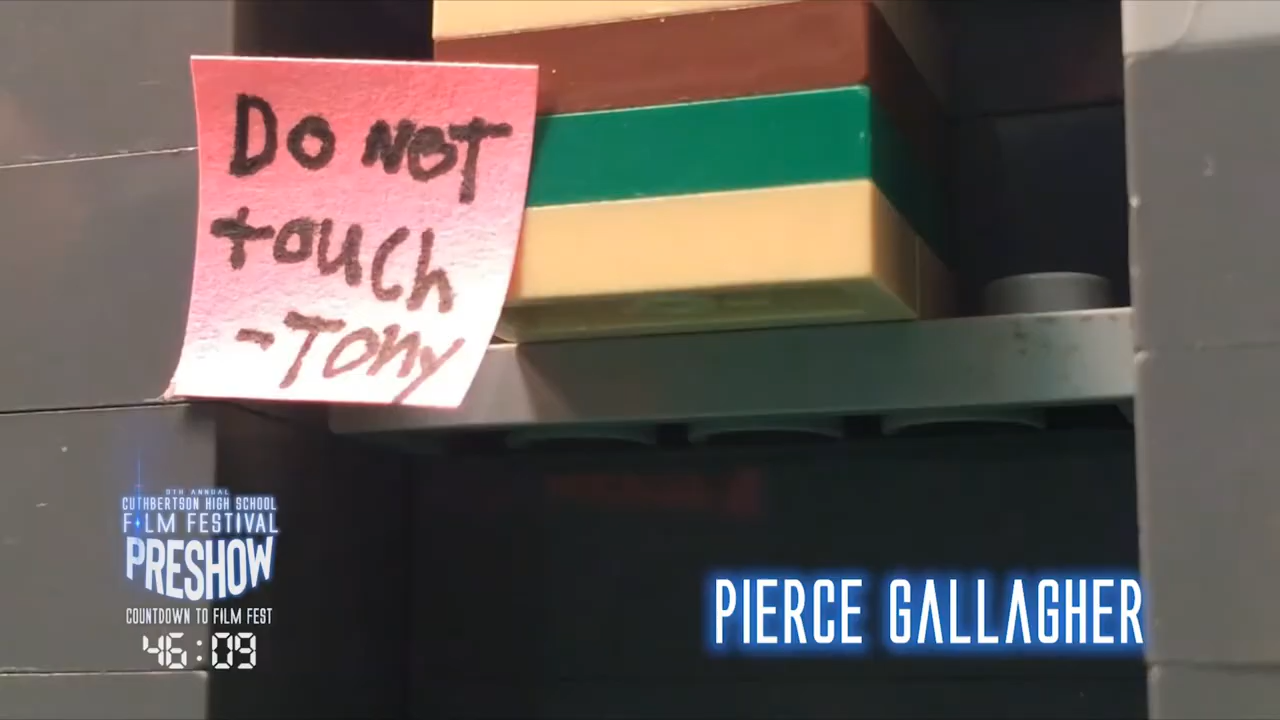 DO NOT
touch
-Tony
9TH ANNUAL
CUTHBERTSON HIGH SCHOOL
FILM FESTIVAL
PRESHOW
COUNTDOWN TO FILM FEST
46:09
PIERCE GALLAGHER